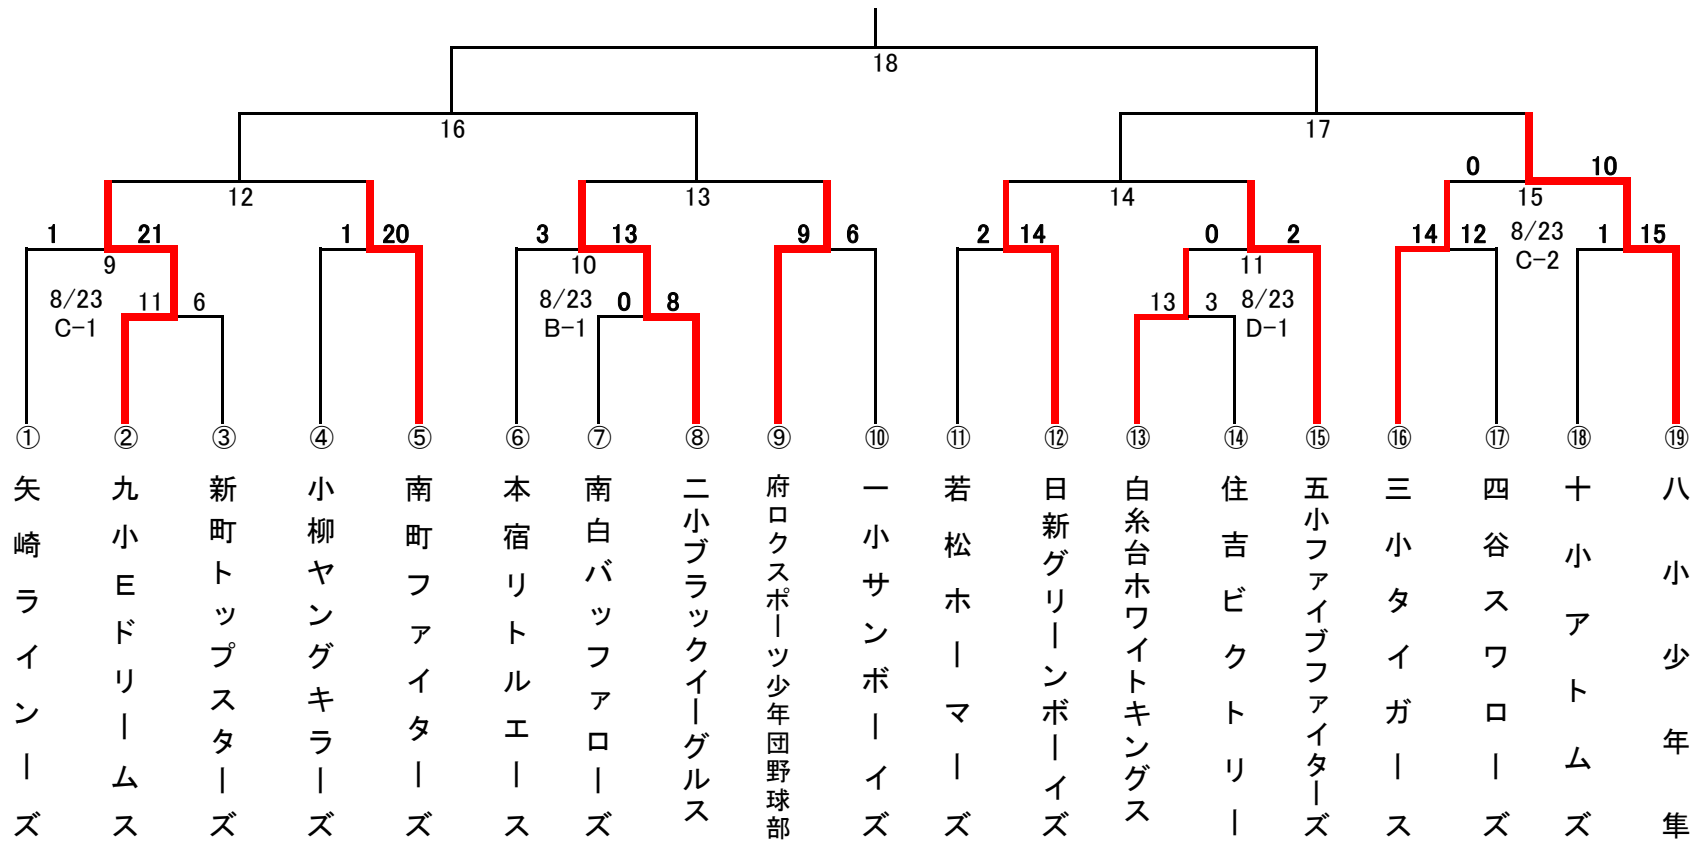 18
16
17
0 10
12
13
14
15
1 21
1 20
3 13
9 6
2 14
0 2
14 12
8/23
C-2
1 15
9
10
11
8/23
C-1
11 6
8/23
B-1
0 8
13 3
8/23
D-1
① ② ③ ④ ⑤ ⑥ ⑦ ⑧ ⑨ ⑩ ⑪ ⑫ ⑬ ⑭ ⑮ ⑯ ⑰ ⑱ ⑲
矢崎ラインーズ
九小Eドリームス
新町トップスターズ
小柳ヤングキラーズ
南町ファイターズ
本宿リトルエース
南白バッファローズ
二小ブラックイーグルス
府ロクスポーツ少年団野球部
一小サンボーイズ
若松ホーマーズ
日新グリーンボーイズ
白糸台ホワイトキングス
住吉ビクトリー
五小ファイブファイターズ
三小タイガース
四谷スワローズ
十小アトムズ
八小少年隼